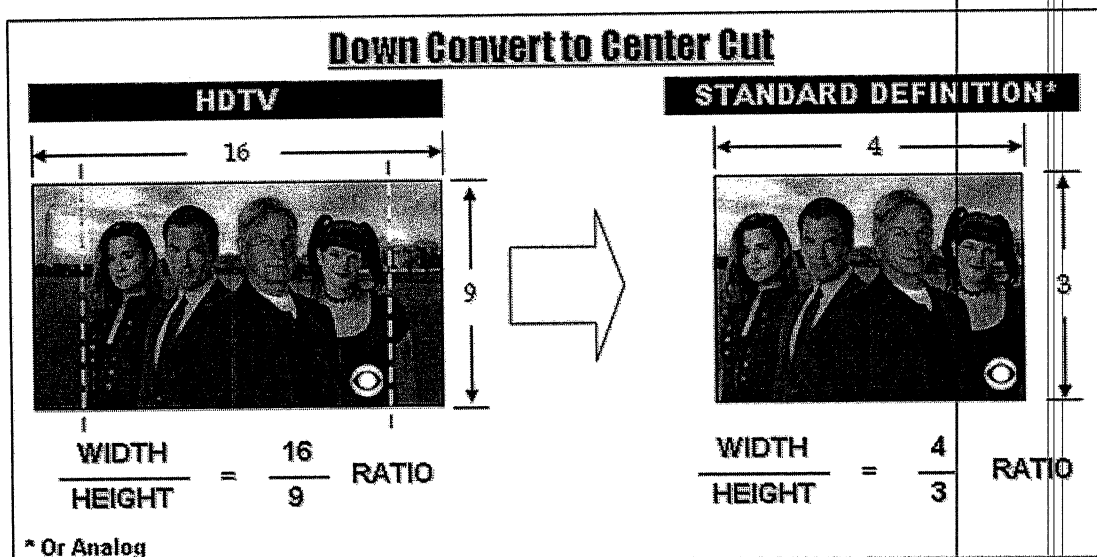 Down Convert to Center Cut
HDTV
STANDARD DEFINITION*
16
4
9
3
WIDTH
HEIGHT
=
16
9
RATIO
WIDTH
HEIGHT
=
4
3
RATIO
* Or Analog